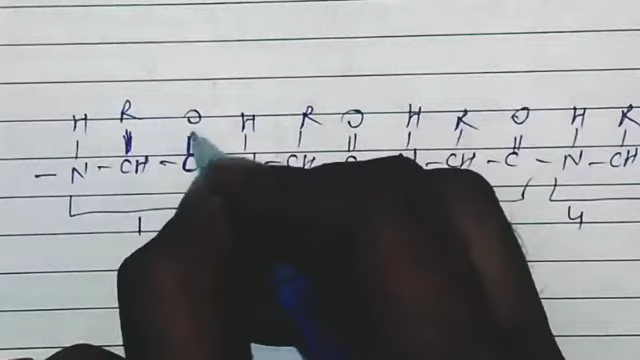 H R O H R O H R O H R
– N – CH – C – CH N – CH – C – N – CH
1 4